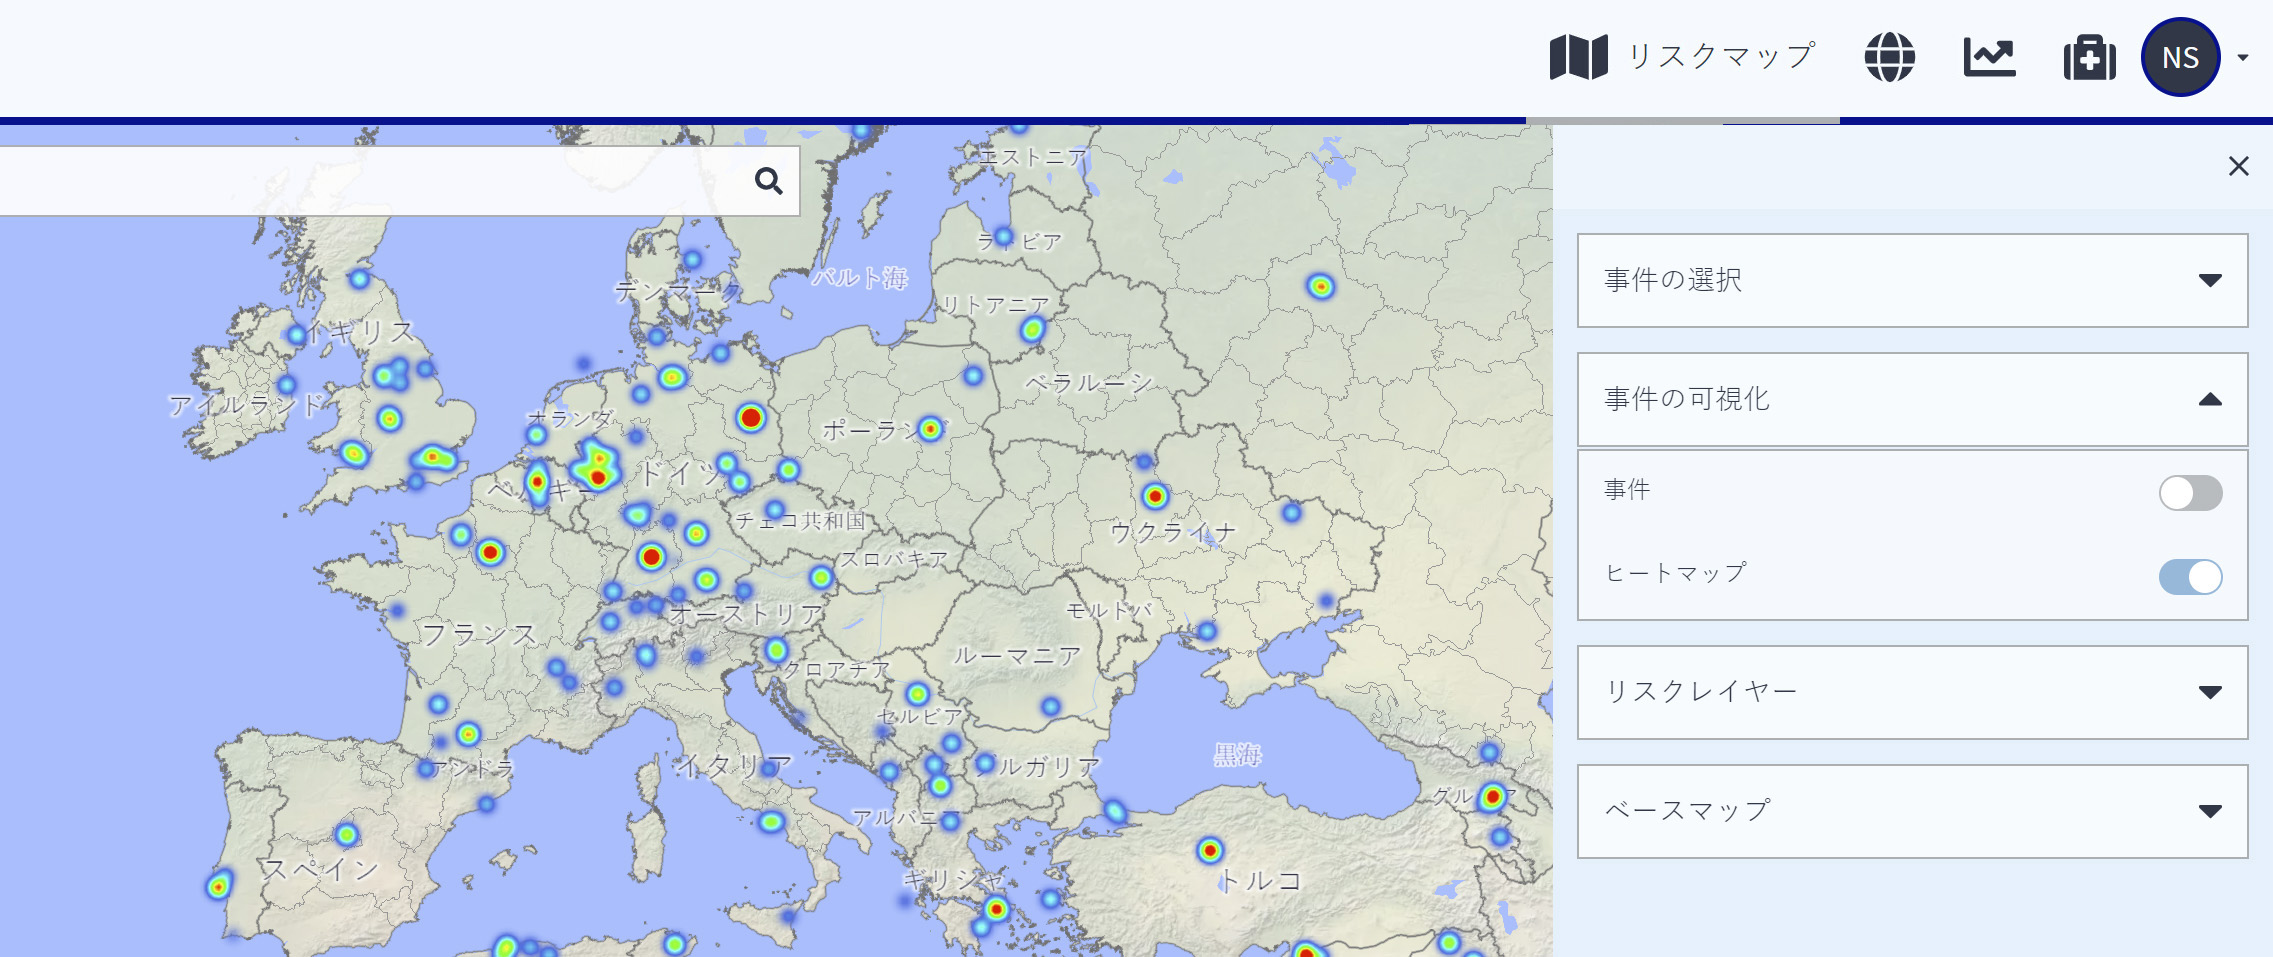 リスクマップ
NS
エストニア
ラトビア
バルト海
デンマーク
リトアニア
イギリス
アイルランド
ベラルーシ
オランダ
ポーランド
ドイツ
ベルギー
チェコ共和国
ウクライナ
スロバキア
オーストリア
モルドバ
フランス
ルーマニア
クロアチア
セルビア
アンドラ
イタリア
ブルガリア
黒海
グルジア
アルバニア
スペイン
ギリシャ
トルコ
事件の選択
事件の可視化
事件
ヒートマップ
リスクレイヤー
ベースマップ